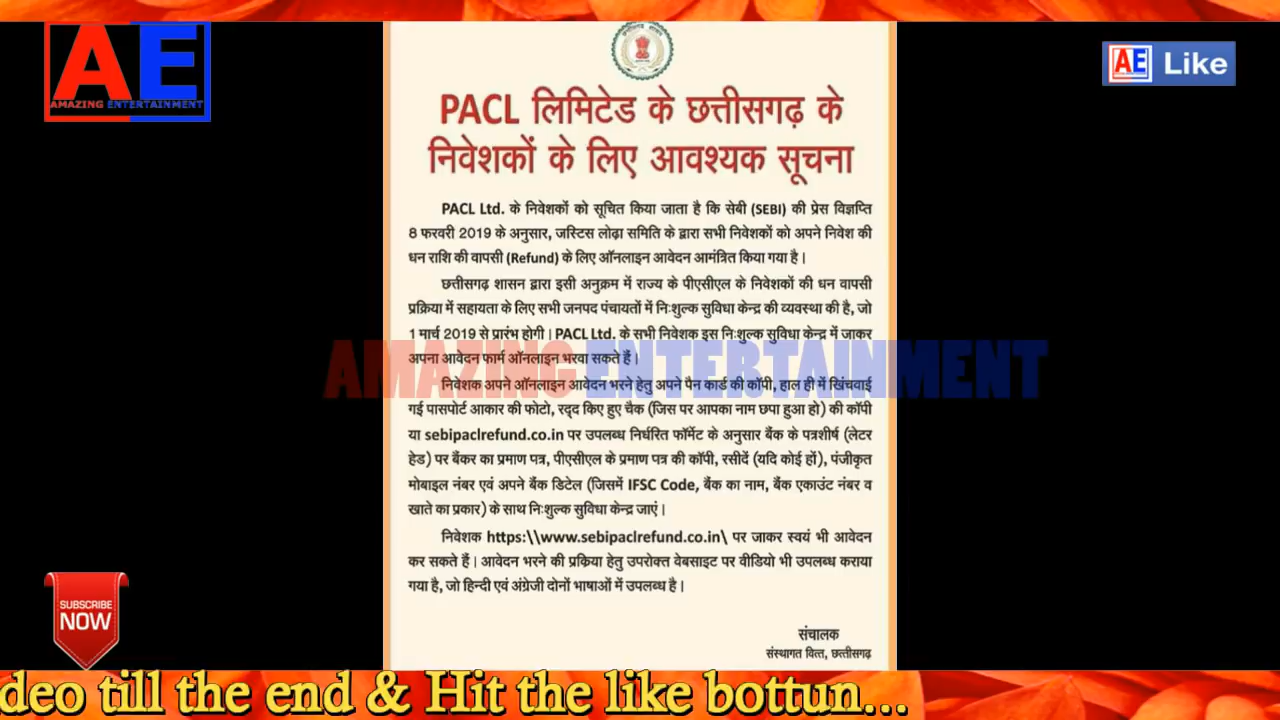 AE
AMAZING ENTERTAINMENT
AE Like
PACL लिमिटेड के छत्तीसगढ़ के
निवेशकों के लिए आवश्यक सूचना
PACL Ltd. के निवेशकों को सूचित किया जाता है कि सेबी (SEBI) की प्रेस विज्ञप्ति
8 फरवरी 2019 के अनुसार, जस्टिस लोढ़ा समिति के द्वारा सभी निवेशकों को अपने निवेश की
धन राशि की वापसी (Refund) के लिए ऑनलाइन आवेदन आमंत्रित किया गया है।
छत्तीसगढ़ शासन द्वारा इसी अनुक्रम में राज्य के पीएसीएल के निवेशकों की धन वापसी
प्रक्रिया में सहायता के लिए सभी जनपद पंचायतों में निःशुल्क सुविधा केन्द्र की व्यवस्था की है, जो
1 मार्च 2019 से प्रारंभ होगी। PACL Ltd. के सभी निवेशक इस निःशुल्क सुविधा केन्द्र में जाकर
अपना आवेदन फार्म ऑनलाइन भरवा सकते हैं।
AMAZING ENTERTAINMENT
निवेशक अपने ऑनलाइन आवेदन भरने हेतु अपने पैन कार्ड की कॉपी, हाल ही में खिंचवाई
गई पासपोर्ट आकार की फोटो, रद्द किए हुए चैक (जिस पर आपका नाम छपा हुआ हो) की कॉपी
या sebipaclrefund.co.in पर उपलब्ध निर्धरित फॉर्मेट के अनुसार बैंक के पत्रशीर्ष (लेटर
हेड) पर बैंकर का प्रमाण पत्र, पीएसीएल के प्रमाण पत्र की कॉपी, रसीदें (यदि कोई हों), पंजीकृत
मोबाइल नंबर एवं अपने बैंक डिटेल (जिसमें IFSC Code, बैंक का नाम, बैंक एकाउंट नंबर व
खाते का प्रकार) के साथ निःशुल्क सुविधा केन्द्र जाएं।
निवेशक https:\\www.sebipaclrefund.co.in\ पर जाकर स्वयं भी आवेदन
कर सकते हैं। आवेदन भरने की प्रकिया हेतु उपरोक्त वेबसाइट पर वीडियो भी उपलब्ध कराया
गया है, जो हिन्दी एवं अंग्रेजी दोनों भाषाओं में उपलब्ध है।
संचालक
संस्थागत वित्त, छत्तीसगढ़
SUBSCRIBE
NOW
deo till the end & Hit the like bottun...